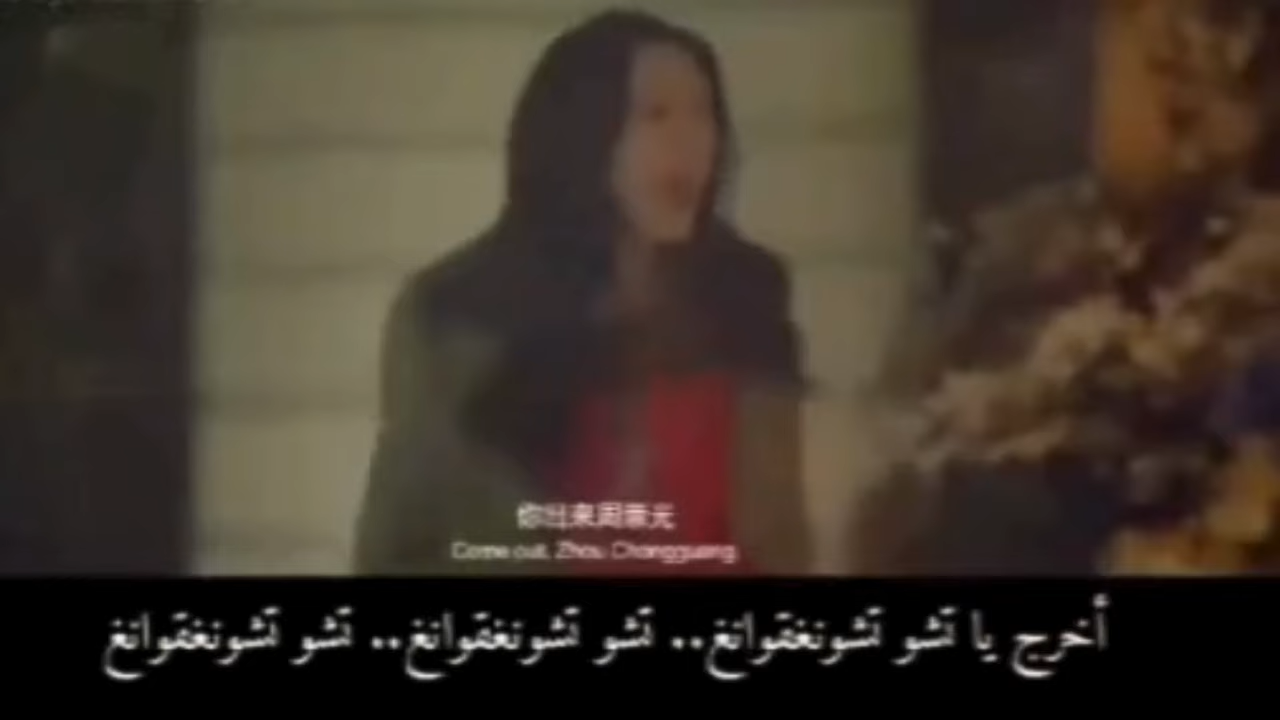 你出来周崇光
Come out, Zhou Chongguang
أخرج يا تشو تشونغقوانغ.. تشو تشونغقوانغ.. تشو تشونغقوانغ